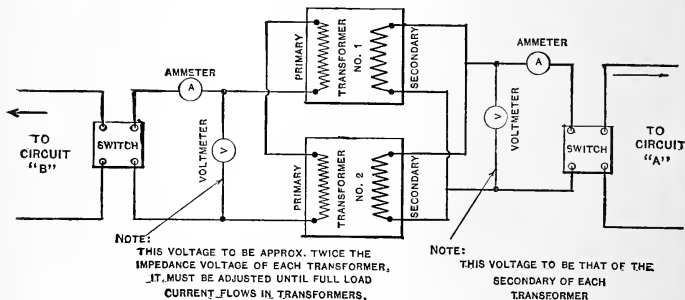 PRIMARY
TRANSFORMER
NO. 1
SECONDARY
AMMETER
A
AMMETER
A
TO
CIRCUIT
"B"
SWITCH
VOLTMETER
V
V
VOLTMETER
SWITCH
TO
CIRCUIT
"A"
PRIMARY
TRANSFORMER
NO. 2
SECONDARY
NOTE:
THIS VOLTAGE TO BE APPROX. TWICE THE
IMPEDANCE VOLTAGE OF EACH TRANSFORMER.
IT MUST BE ADJUSTED UNTIL FULL LOAD
CURRENT FLOWS IN TRANSFORMERS.
NOTE:
THIS VOLTAGE TO BE THAT OF THE
SECONDARY OF EACH
TRANSFORMER